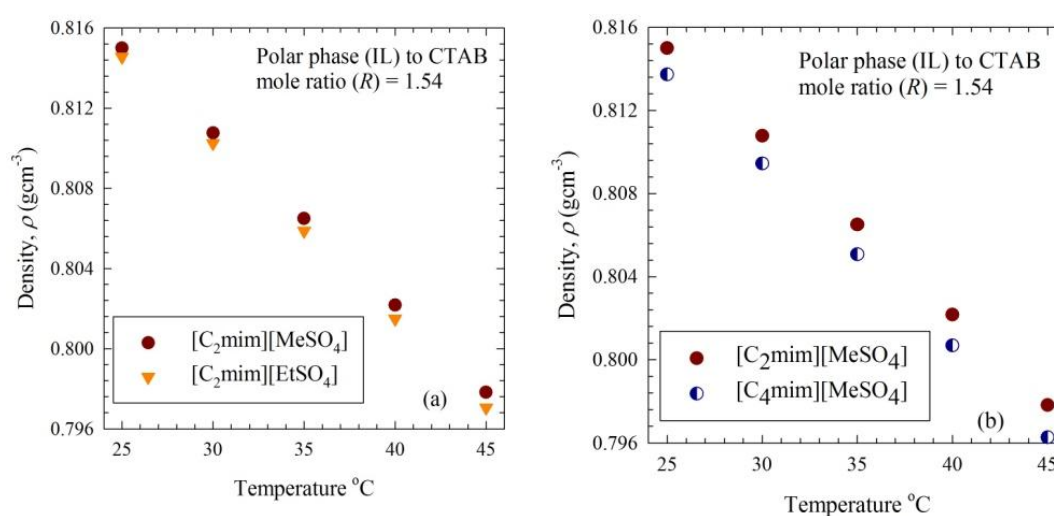 0.816
0.812
0.808
0.804
0.800
0.796
Density, ρ (gcm⁻³)
Polar phase (IL) to CTAB
mole ratio (R) = 1.54
[C₂mim][MeSO₄]
[C₂mim][EtSO₄]
(a)
25 30 35 40 45
Temperature °C
0.816
0.812
0.808
0.804
0.800
0.796
Density, ρ (gcm⁻³)
Polar phase (IL) to CTAB
mole ratio (R) = 1.54
[C₂mim][MeSO₄]
[C₄mim][MeSO₄]
(b)
25 30 35 40 45
Temperature °C